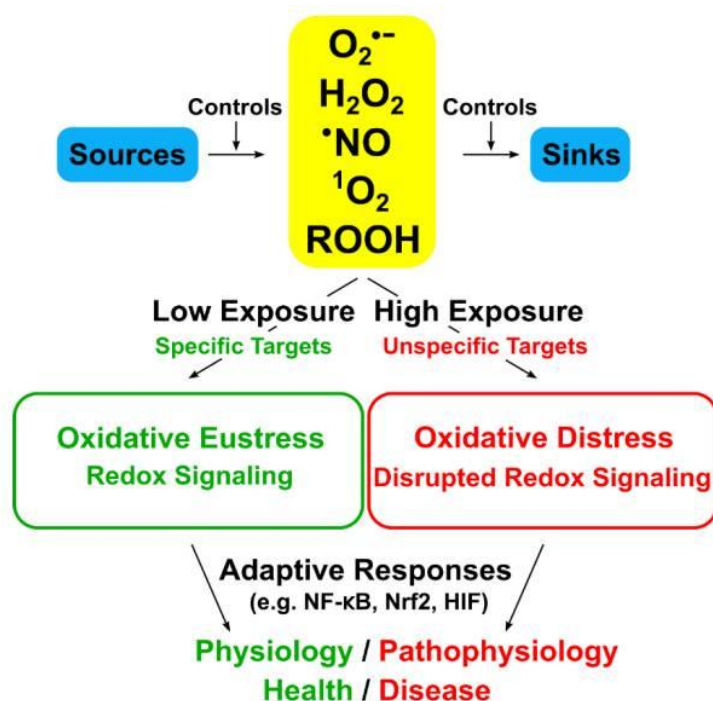 O₂•−
H₂O₂
•NO
¹O₂
ROOH
Controls
Controls
Sources
Sinks
Low Exposure
High Exposure
Specific Targets
Unspecific Targets
Oxidative Eustress
Redox Signaling
Oxidative Distress
Disrupted Redox Signaling
Adaptive Responses
(e.g. NF-κB, Nrf2, HIF)
Physiology / Pathophysiology
Health / Disease